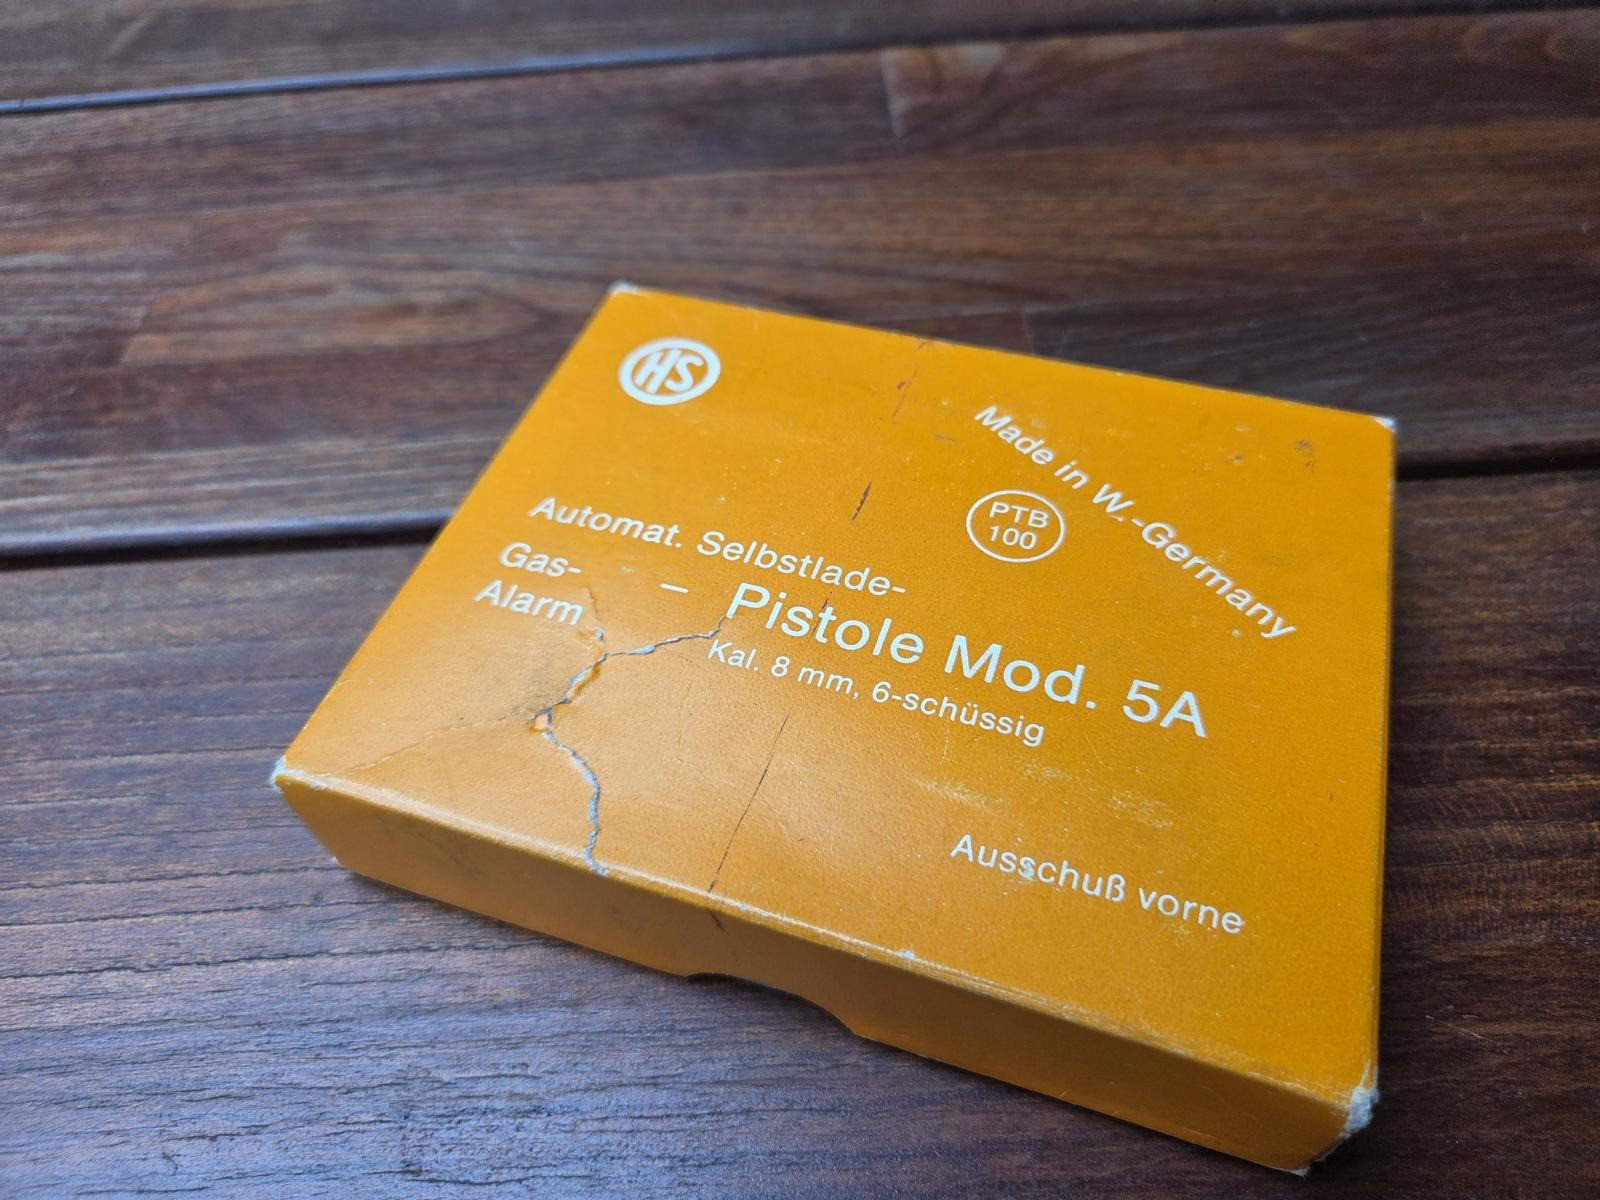 HS
Made in W.-Germany
PTB
100
Automat. Selbstlade-
Gas-
Alarm
- Pistole Mod. 5A
Kal. 8 mm, 6-schüssig
Ausschuß vorne